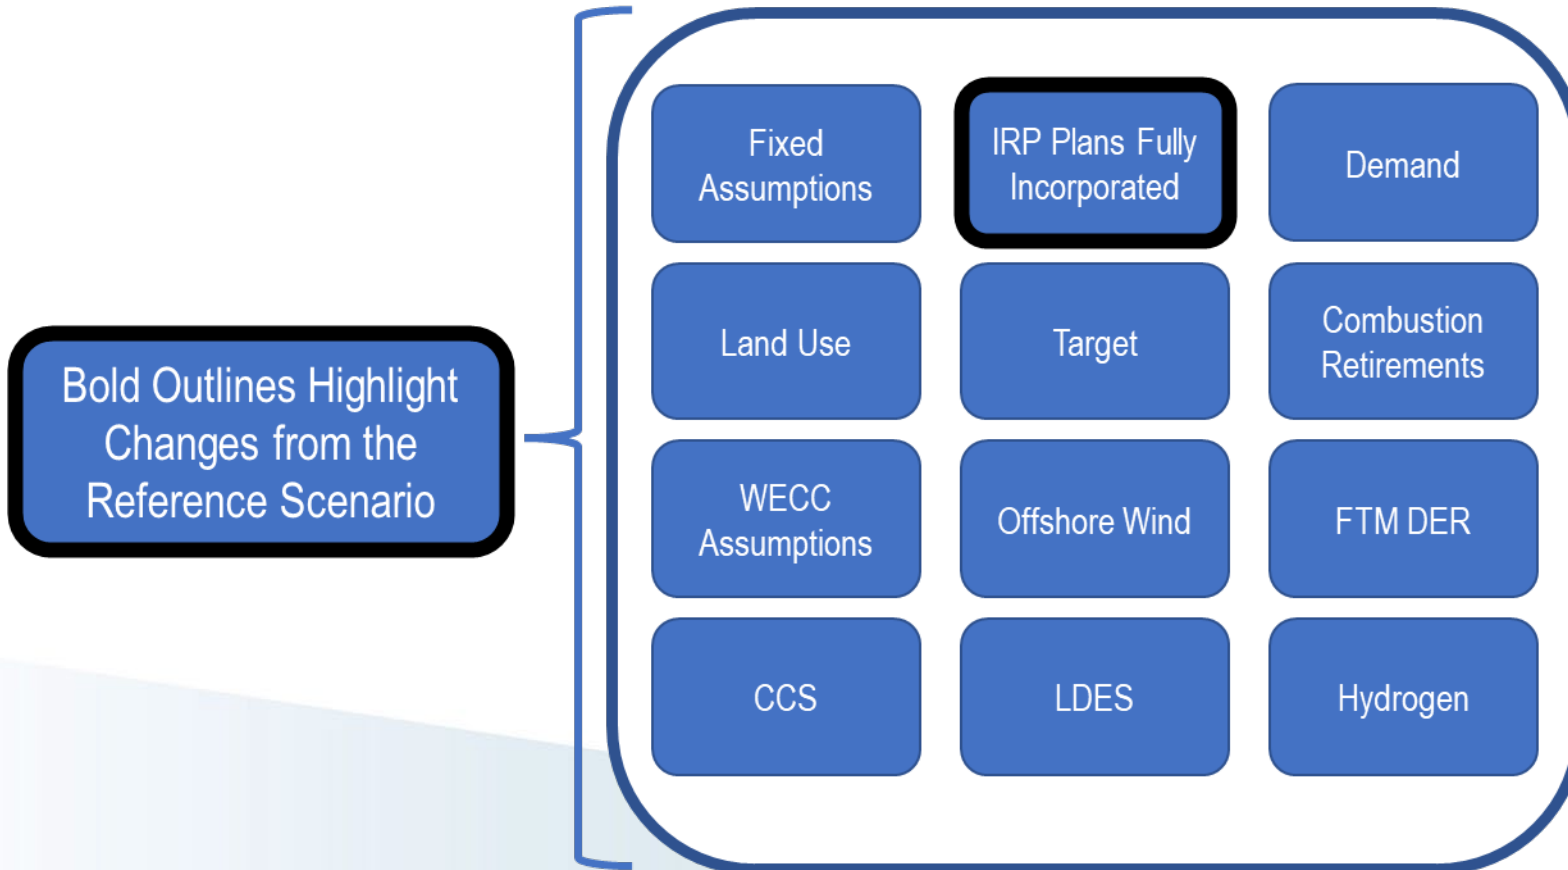 Bold Outlines Highlight
Changes from the
Reference Scenario
Fixed
Assumptions
IRP Plans Fully
Incorporated
Demand
Land Use
Target
Combustion
Retirements
WECC
Assumptions
Offshore Wind
FTM DER
CCS
LDES
Hydrogen